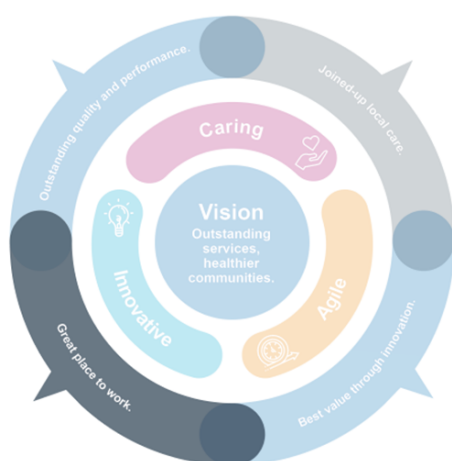 Outstanding quality and performance.
Joined-up local care.
Caring
Vision
Outstanding
services,
healthier
communities.
Innovative
Agile
Great place to work.
Best value through innovation.